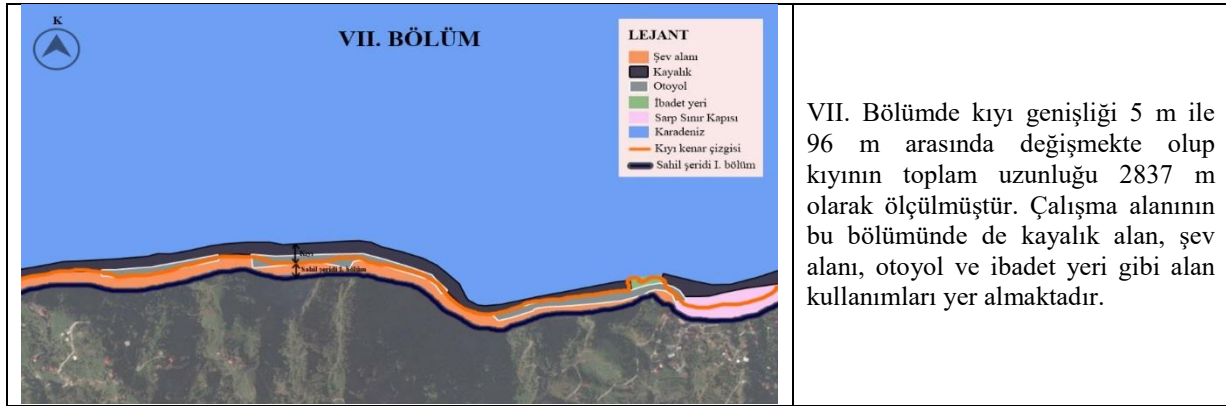 K
VII. BÖLÜM
LEJANT
Şev alanı
Kayalık
Otoyol
İbadet yeri
Sarp Sınır Kapısı
Karadeniz
Kıyı kenar çizgisi
Sahil şeridi I. bölüm
Kıyı
Sahil şeridi I. bölüm
VII. Bölümde kıyı genişliği 5 m ile
96 m arasında değişmekte olup
kıyının toplam uzunluğu 2837 m
olarak ölçülmüştür. Çalışma alanının
bu bölümünde de kayalık alan, şev
alanı, otoyol ve ibadet yeri gibi alan
kullanımları yer almaktadır.